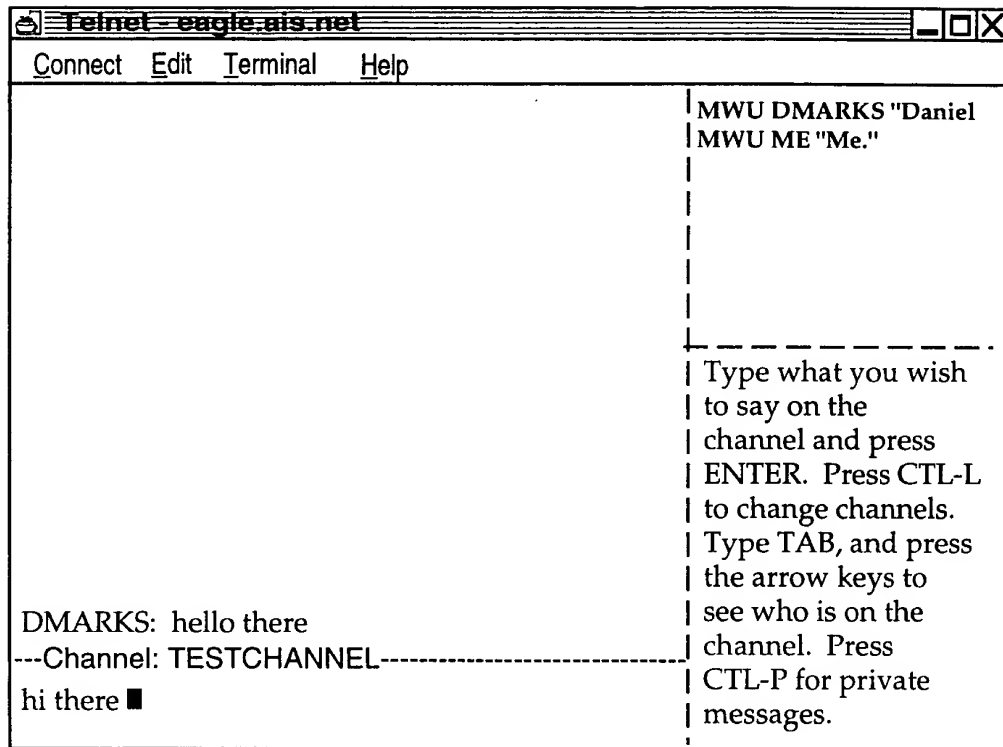 Telnet - eagle.ais.net
Connect Edit Terminal Help
MWU DMARKS "Daniel
MWU ME "Me."
DMARKS: hello there
---Channel: TESTCHANNEL---
hi there
Type what you wish
to say on the
channel and press
ENTER. Press CTL-L
to change channels.
Type TAB, and press
the arrow keys to
see who is on the
channel. Press
CTL-P for private
messages.